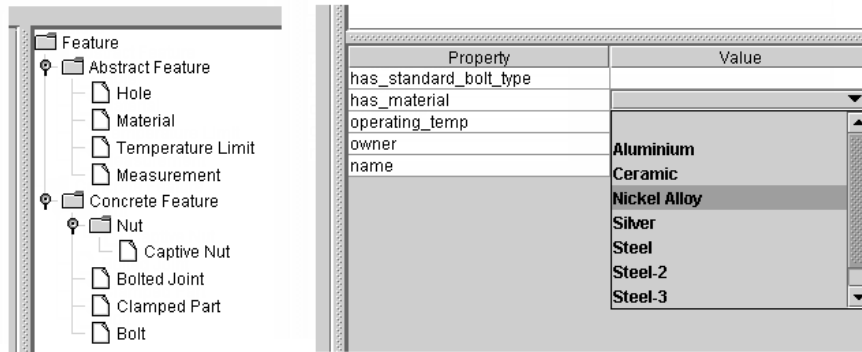 Feature
Abstract Feature
Hole
Material
Temperature Limit
Measurement
Concrete Feature
Nut
Captive Nut
Bolted Joint
Clamped Part
Bolt
Property Value
has_standard_bolt_type
has_material
operating_temp
owner
name
Aluminium
Ceramic
Nickel Alloy
Silver
Steel
Steel-2
Steel-3